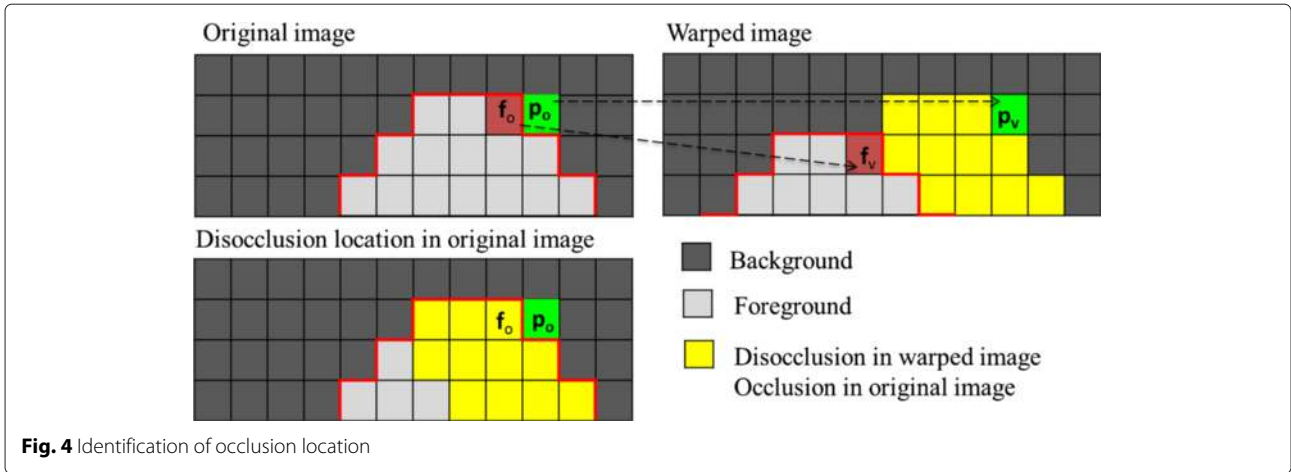 Original image
Warped image
fₒ pₒ
pᵥ
fᵥ
Disocclusion location in original image
fₒ pₒ
Background
Foreground
Disocclusion in warped image
Occlusion in original image
Fig. 4 Identification of occlusion location